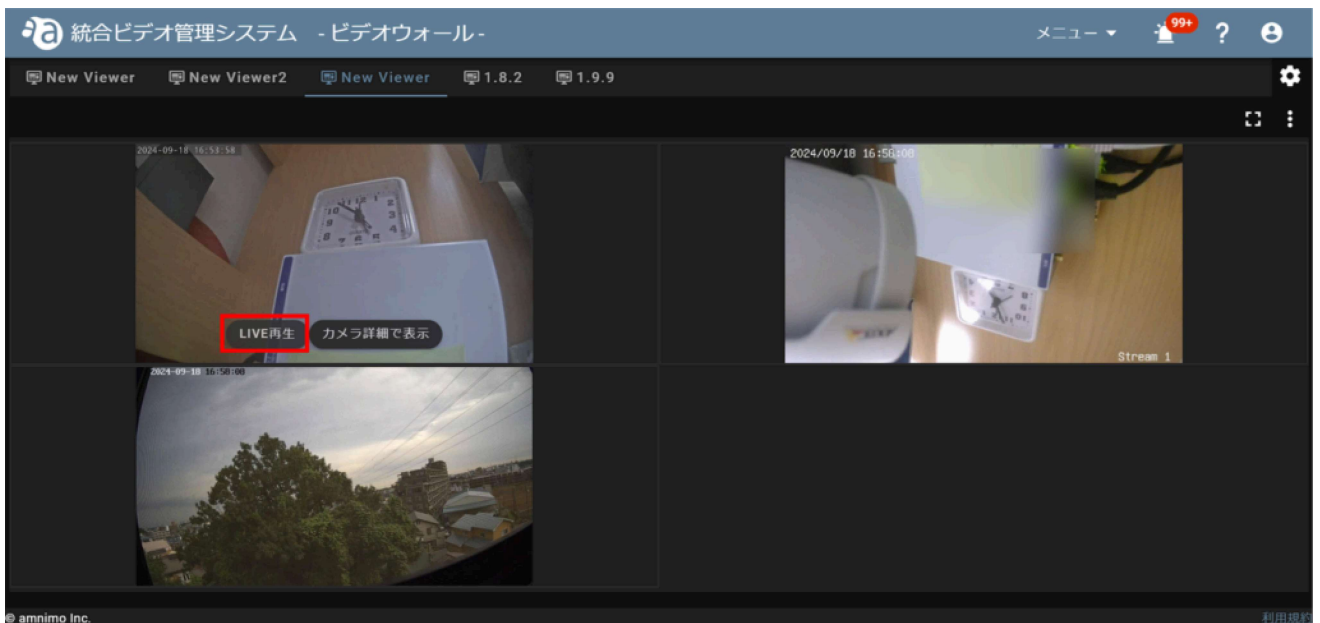 統合ビデオ管理システム - ビデオウォール -
メニュー 99+ ?
New Viewer New Viewer2 New Viewer 1.8.2 1.9.9
2024-09-18 16:53:58
2024/09/18 16:58:08
LIVE再生 カメラ詳細で表示
Stream 1
2024-09-18 16:58:08
© amnimo Inc.
利用規約